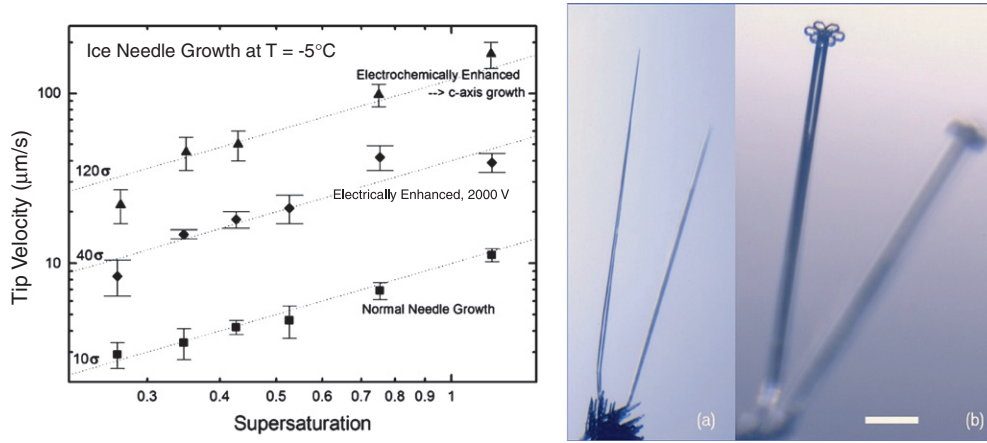 Ice Needle Growth at T = -5°C
Electrochemically Enhanced
--> c-axis growth
100
120σ
Electrically Enhanced, 2000 V
40σ
10
Normal Needle Growth
10σ
0.3 0.4 0.5 0.6 0.7 0.8 0.9 1
Supersaturation
Tip Velocity (μm/s)
(a)
(b)